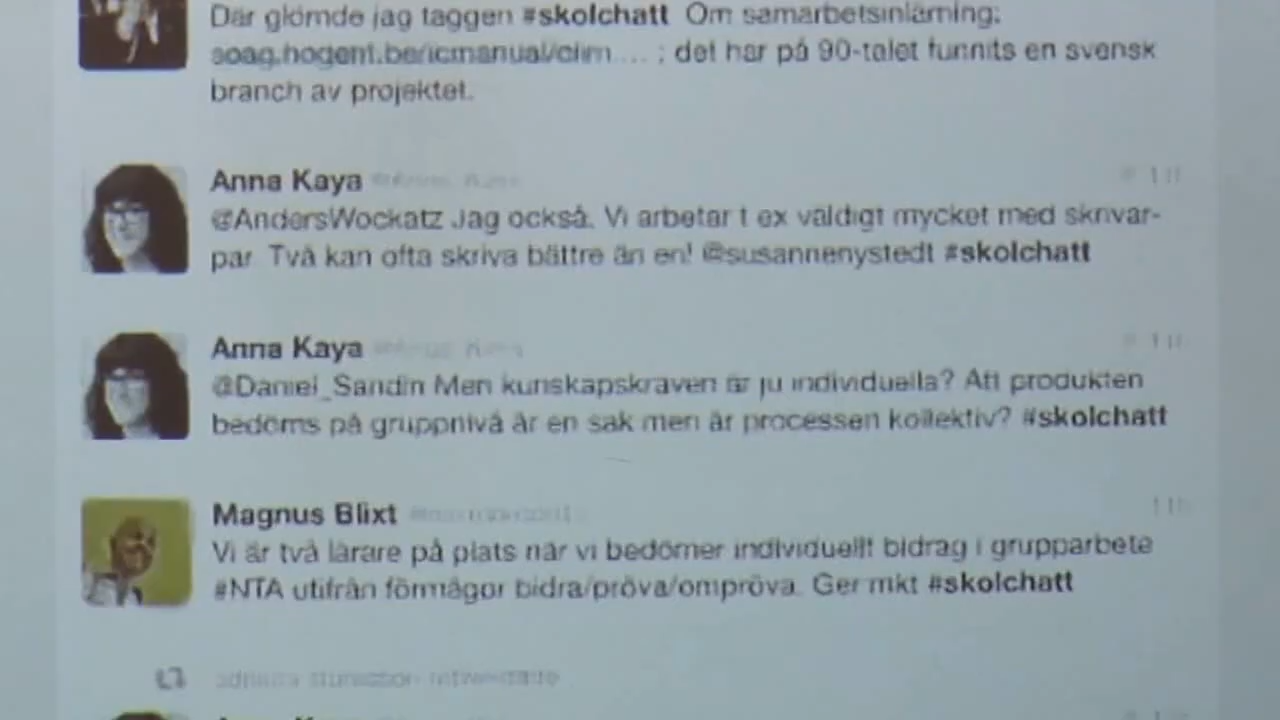 Där glömde jag taggen #skolchatt Om samarbetsinlärning:
; det har på 90-talet funnits en svensk
branch av projektet.
Anna Kaya
@AndersWockatz Jag också. Vi arbetar t ex väldigt mycket med skrivar-
par. Två kan ofta skriva bättre än en! @susannenystedt #skolchatt
Anna Kaya
@Daniel_Sandin Men kunskapskraven är ju individuella? Att produkten
bedöms på gruppnivå är en sak men är processen kollektiv? #skolchatt
Magnus Blixt
Vi är två lärare på plats när vi bedömer individuellt bidrag i grupparbete
#NTA utifrån förmågor bidra/pröva/ompröva. Ger mkt #skolchatt